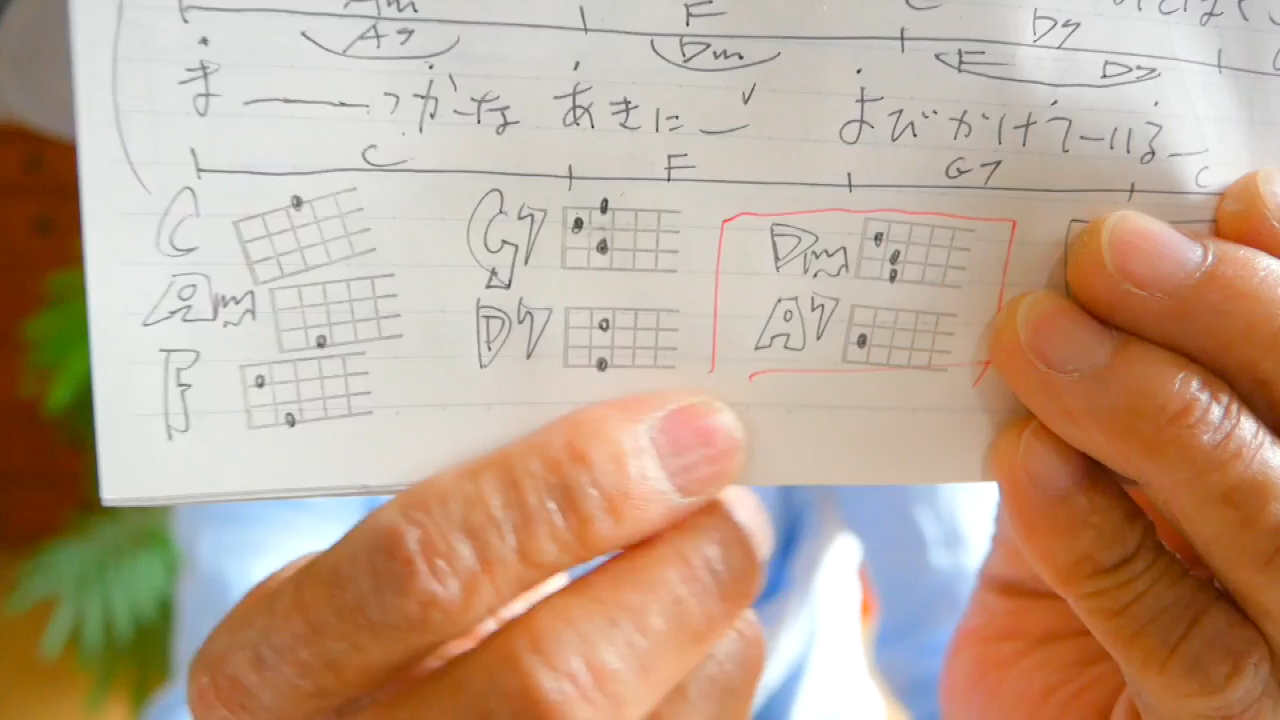 Am F C
A7 Dm D7
F D7
ま――っかーな あきにー よびかけてーいるー
C F G7 C
C G7 Dm
Am D7 A7
F